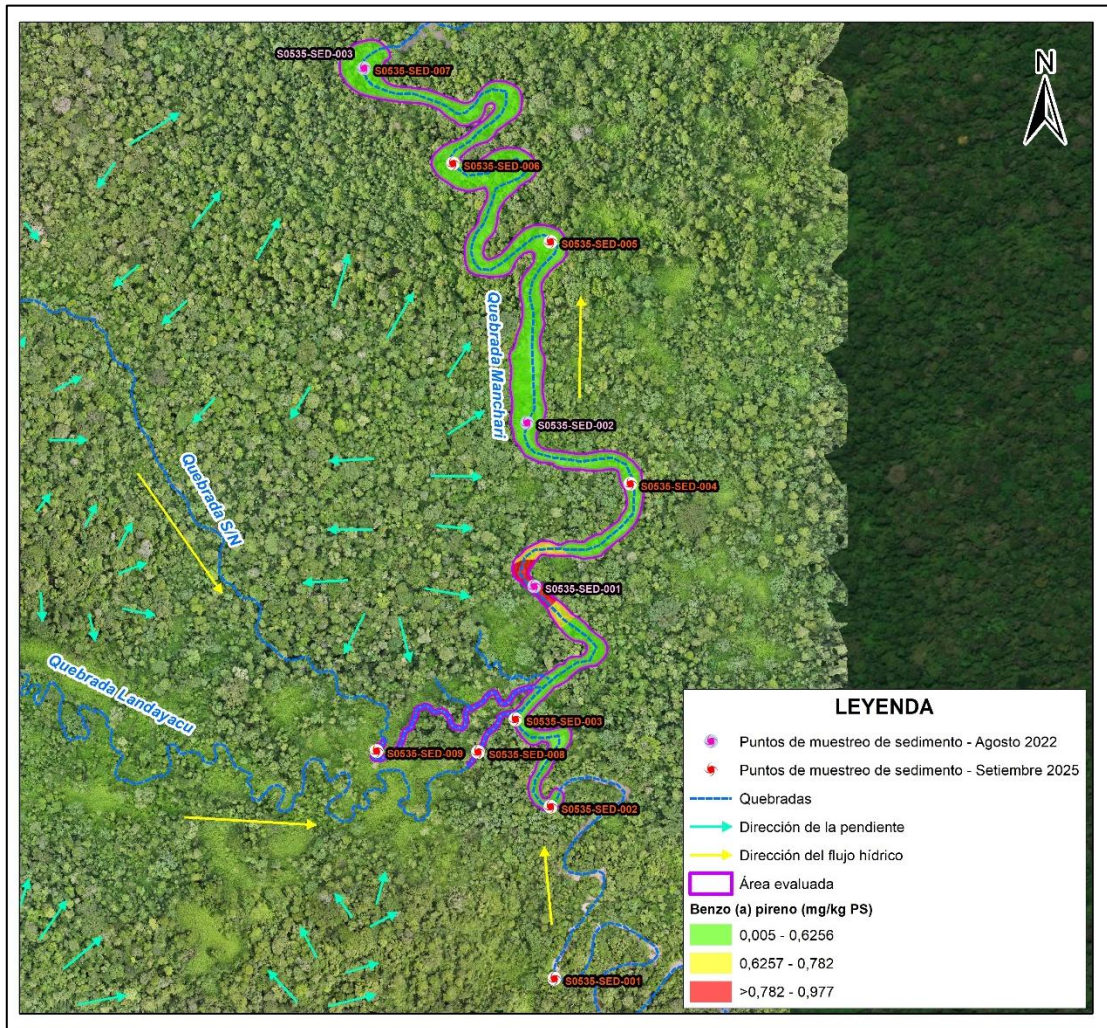 S0535-SED-003
S0535-SED-007
N
S0535-SED-006
S0535-SED-005
Quebrada Manchari
S0535-SED-002
Quebrada S/N
S0535-SED-004
S0535-SED-001
Quebrada Landayacu
S0535-SED-003
S0535-SED-009
S0535-SED-008
S0535-SED-002
S0535-SED-001
LEYENDA
Puntos de muestreo de sedimento - Agosto 2022
Puntos de muestreo de sedimento - Setiembre 2025
Quebradas
Dirección de la pendiente
Dirección del flujo hídrico
Área evaluada
Benzo (a) pireno (mg/kg PS)
0,005 - 0,6256
0,6257 - 0,782
>0,782 - 0,977